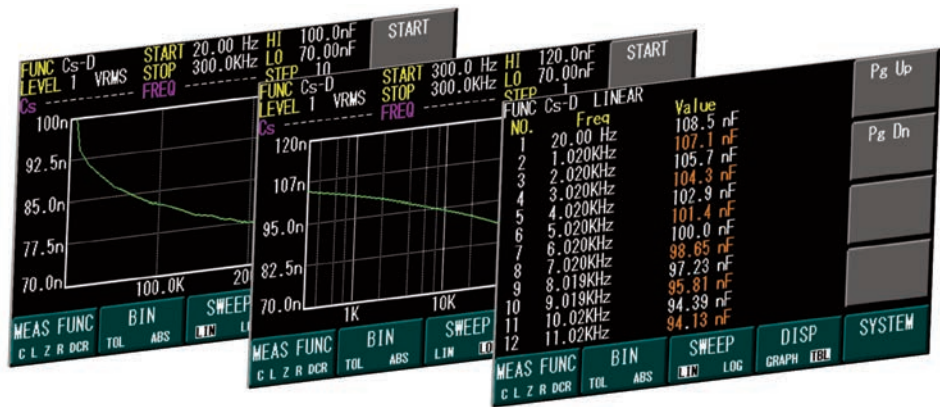 FUNC Cs-D START 20.00 Hz HI 100.0nF START
LEVEL 1 VRMS STOP 300.0KHz LO 70.00nF
Cs FREQ STEP 10
100n
92.5n
85.0n
77.5n
70.0n
100.0K
MEAS FUNC BIN SWEEP
C L Z R DCR TOL ABS LIN
FUNC Cs-D START 300.0 Hz HI 120.0nF START
LEVEL 1 VRMS STOP 300.0KHz LO 70.00nF
Cs FREQ STEP 1
120n
107n
95.0n
82.5n
70.0n
1K 10K
MEAS FUNC BIN SWEEP
C L Z R DCR TOL ABS LIN
FUNC Cs-D LINEAR Pg Up
NO. Freq Value
1 20.00 Hz 108.5 nF
2 1.020KHz 107.1 nF
3 2.020KHz 105.7 nF Pg Dn
4 3.020KHz 104.3 nF
5 4.020KHz 102.9 nF
6 5.020KHz 101.4 nF
7 6.020KHz 100.0 nF
8 7.020KHz 98.65 nF
9 8.019KHz 97.23 nF
10 9.019KHz 95.81 nF
11 10.02KHz 94.39 nF
12 11.02KHz 94.13 nF
MEAS FUNC BIN SWEEP DISP SYSTEM
C L Z R DCR TOL ABS LIN LOG GRAPH TBL